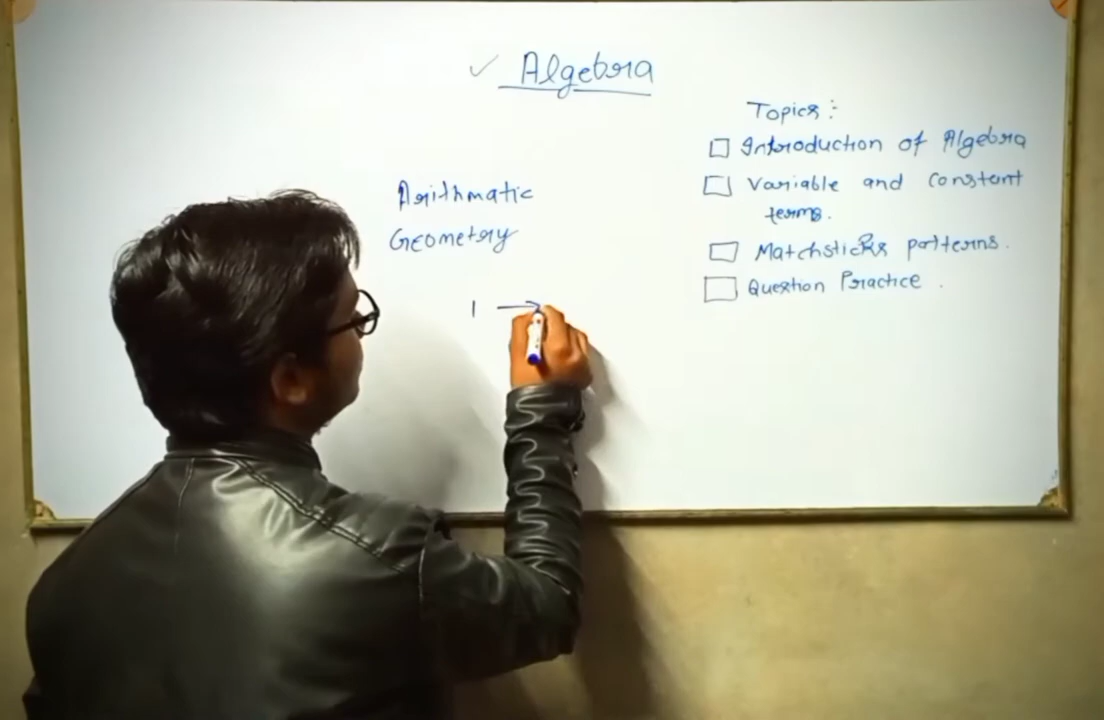 ✓ Algebra
Arithmatic
Geometry
1 →
Topics :-
□ Introduction of Algebra
□ Variable and constant
terms.
□ Matchsticks patterns.
□ Question Practice .